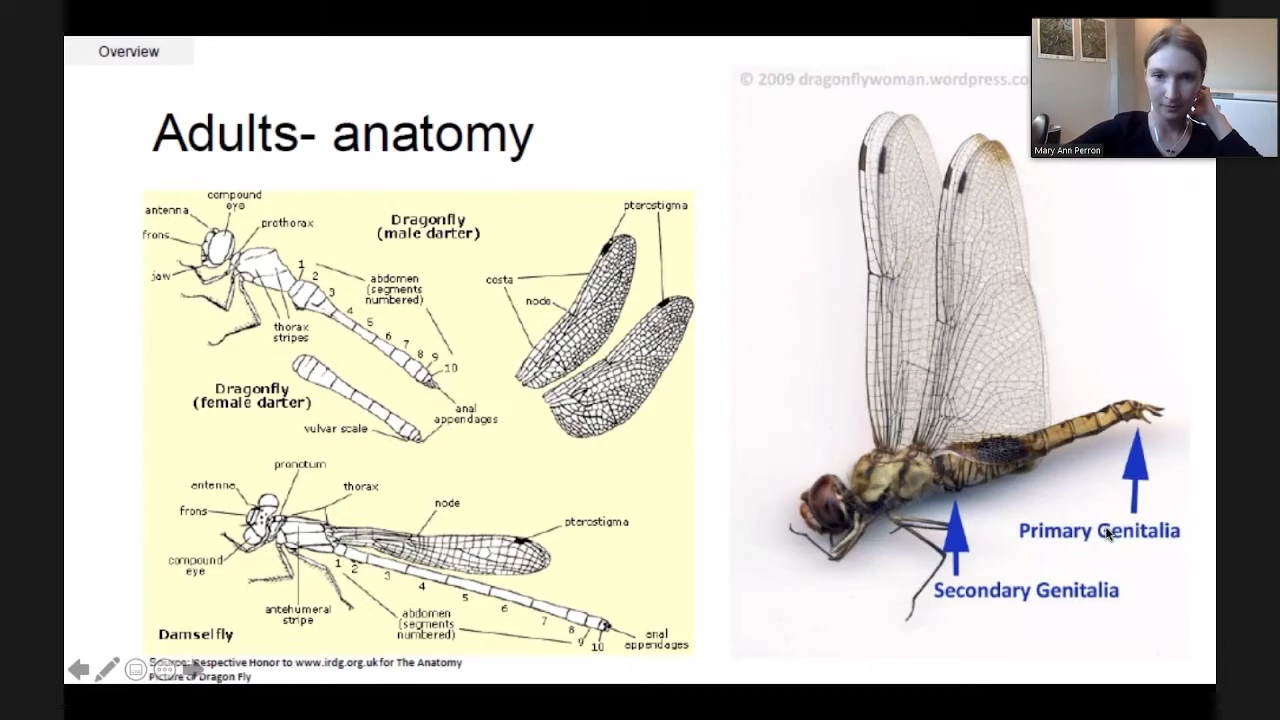 Overview
Adults- anatomy
© 2009 dragonflywoman.wordpress.co
Mary Ann Perron
compound
eye
antenna
prothorax
frons
jaw
Dragonfly
(male darter)
pterostigma
costa
node
1
2
3
4
5
6
7
8
9
10
abdomen
(segments
numbered)
thorax
stripes
Dragonfly
(female darter)
vulvar scale
anal
appendages
pronotum
antenna
thorax
frons
node
pterostigma
compound
eye
1
2
3
4
5
6
7
8
9
10
antehumeral
stripe
abdomen
(segments
numbered)
anal
appendages
Damselfly
Primary Genitalia
Secondary Genitalia
Source: Respective Honor to www.irdg.org.uk for The Anatomy
Picture of Dragon Fly